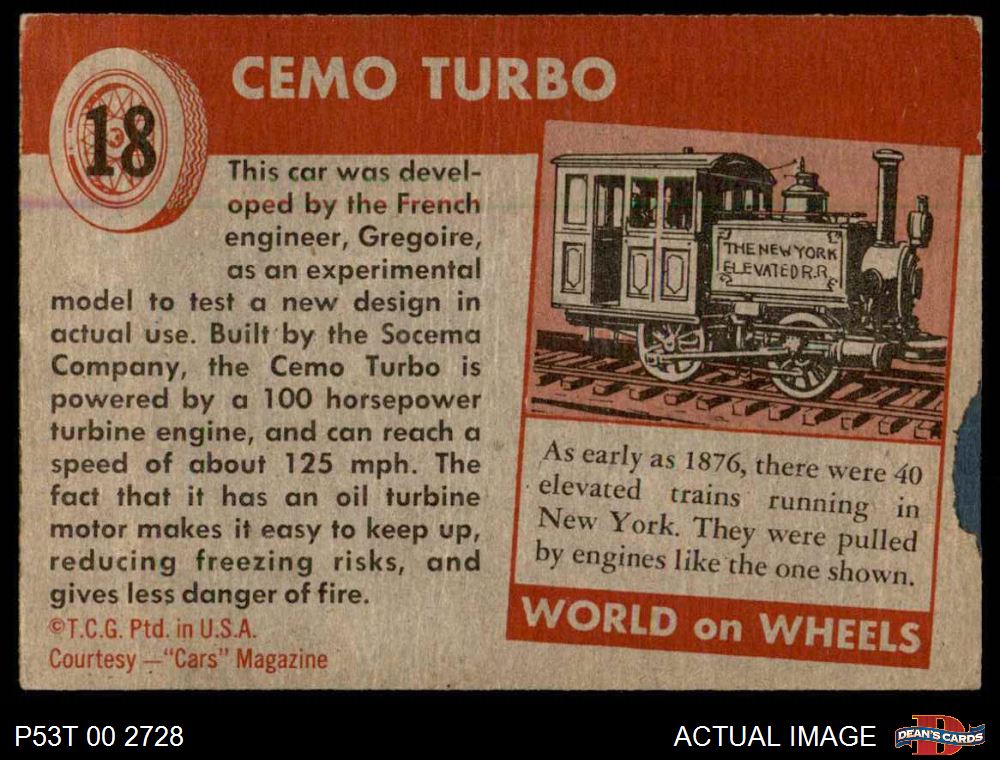 18
CEMO TURBO
This car was devel-
oped by the French
engineer, Gregoire,
as an experimental
model to test a new design in
actual use. Built by the Socema
Company, the Cemo Turbo is
powered by a 100 horsepower
turbine engine, and can reach a
speed of about 125 mph. The
fact that it has an oil turbine
motor makes it easy to keep up,
reducing freezing risks, and
gives less danger of fire.
©T.C.G. Ptd. in U.S.A.
Courtesy —"Cars" Magazine
THE NEW YORK
ELEVATED R.R.
As early as 1876, there were 40
elevated trains running in
New York. They were pulled
by engines like the one shown.
WORLD on WHEELS
P53T 00 2728
ACTUAL IMAGE
DEAN'S CARDS